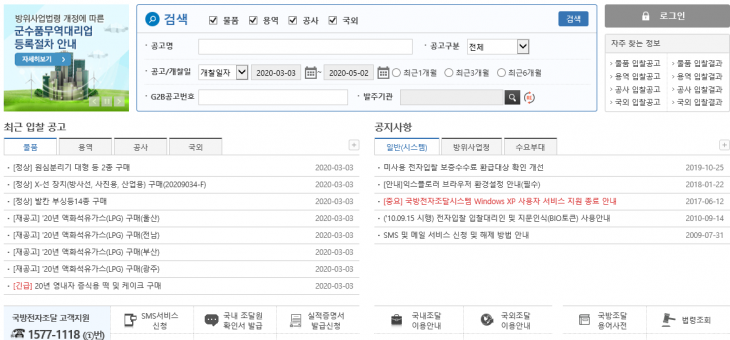 방위사업법령 개정에 따른
군수품무역대리업
등록절차 안내
자세히보기 >
검색
물품
용역
공사
국외
검색
공고명
공고구분
전체
공고/개찰일
개찰일자
2020-03-03
~
2020-05-02
최근1개월
최근3개월
최근6개월
G2B공고번호
발주기관
로그인
자주 찾는 정보
물품 입찰공고
물품 입찰결과
용역 입찰공고
용역 입찰결과
공사 입찰공고
공사 입찰결과
국외 입찰공고
국외 입찰결과
최근 입찰 공고
물품
용역
공사
국외
[정상] 원심분리기 대형 등 2종 구매 2020-03-03
[정상] X-선 장치(방사선, 사진용, 산업용) 구매(20209034-F) 2020-03-03
[정상] 발칸 부싱등14종 구매 2020-03-03
[재공고] '20년 액화석유가스(LPG) 구매(울산) 2020-03-03
[재공고] '20년 액화석유가스(LPG) 구매(전남) 2020-03-03
[재공고] '20년 액화석유가스(LPG) 구매(부산) 2020-03-03
[재공고] '20년 액화석유가스(LPG) 구매(광주) 2020-03-03
[긴급] 20년 영내자 증식용 떡 및 케이크 구매 2020-03-03
공지사항
일반(시스템)
방위사업청
수요부대
미사용 전자입찰 보증수수료 환급대상 확인 개선 2019-10-25
[안내]익스플로러 브라우저 환경설정 안내(필수) 2018-01-22
[중요] 국방전자조달시스템 Windows XP 사용자 서비스 지원 종료 안내 2017-06-12
('10.09.15 시행) 전자입찰 입찰대리인 및 지문인식(BIO토큰) 사용안내 2010-09-14
SMS 및 메일 서비스 신청 및 해제 방법 안내 2009-07-31
국방전자조달 고객지원
1577-1118 (①번)
SMS서비스
신청
국내 조달원
확인서 발급
실적증명서
발급신청
국내조달
이용안내
국외조달
이용안내
국방조달
용어사전
법령조회